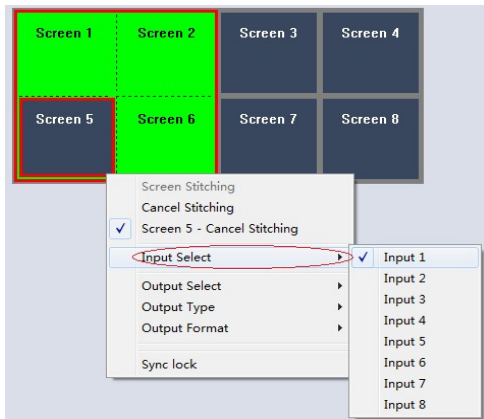 Screen 1 Screen 2 Screen 3 Screen 4
Screen 5 Screen 6 Screen 7 Screen 8
Screen Stitching
Cancel Stitching
Screen 5 - Cancel Stitching
Input Select
Output Select
Output Type
Output Format
Sync lock
Input 1
Input 2
Input 3
Input 4
Input 5
Input 6
Input 7
Input 8